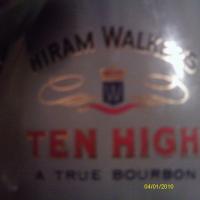 HIRAM WALKER'S
W
TEN HIGH
A TRUE BOURBON
04/01/2010